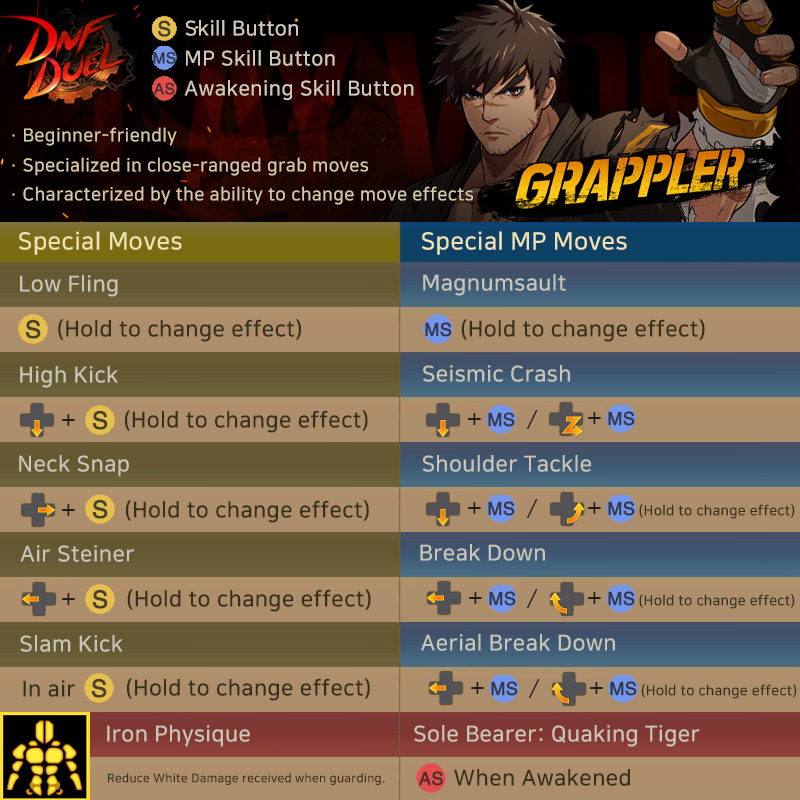 DNF DUEL
S Skill Button
MS MP Skill Button
AS Awakening Skill Button
· Beginner-friendly
· Specialized in close-ranged grab moves
· Characterized by the ability to change move effects
GRAPPLER
Special Moves
Low Fling
S (Hold to change effect)
High Kick
+ S (Hold to change effect)
Neck Snap
+ S (Hold to change effect)
Air Steiner
+ S (Hold to change effect)
Slam Kick
In air S (Hold to change effect)
Special MP Moves
Magnumsault
MS (Hold to change effect)
Seismic Crash
+ MS / + MS
Shoulder Tackle
+ MS / + MS (Hold to change effect)
Break Down
+ MS / + MS (Hold to change effect)
Aerial Break Down
+ MS / + MS (Hold to change effect)
Iron Physique
Reduce White Damage received when guarding.
Sole Bearer: Quaking Tiger
AS When Awakened